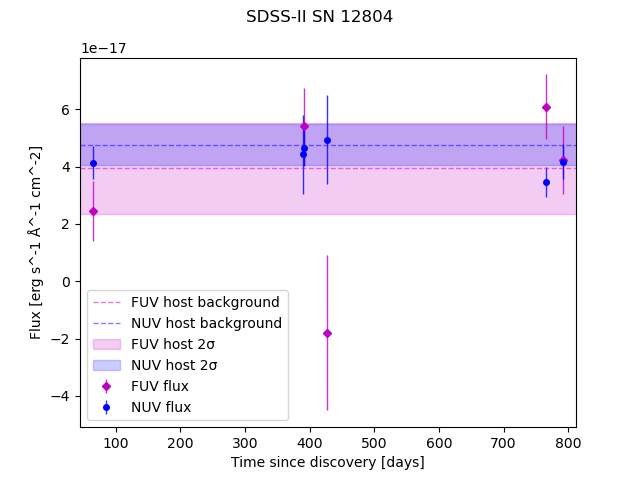 SDSS-II SN 12804
1e−17
Flux [erg s^-1 Å^-1 cm^-2]
6
4
2
0
−2
−4
FUV host background
NUV host background
FUV host 2σ
NUV host 2σ
FUV flux
NUV flux
100 200 300 400 500 600 700 800
Time since discovery [days]